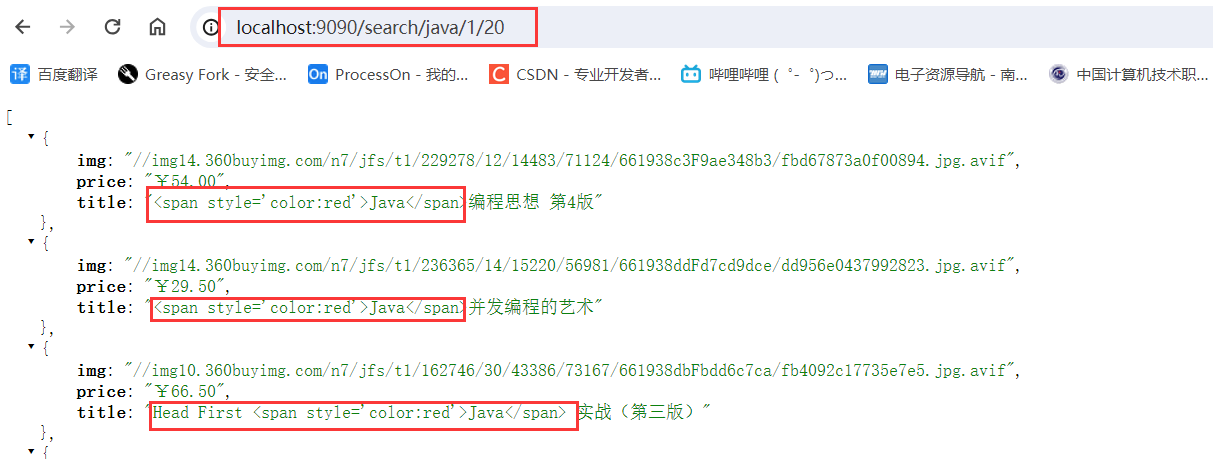 localhost:9090/search/java/1/20
译 百度翻译 Greasy Fork - 安全... On ProcessOn - 我的... C CSDN - 专业开发者... 哔哩哔哩 ( ゜- ゜)つ... 电子资源导航 - 南... 中国计算机技术职...
[
{
img: "//img14.360buyimg.com/n7/jfs/t1/229278/12/14483/71124/661938c3F9ae348b3/fbd67873a0f00894.jpg.avif",
price: "￥54.00",
title: "<span style='color:red'>Java</span>编程思想 第4版"
},
{
img: "//img14.360buyimg.com/n7/jfs/t1/236365/14/15220/56981/661938ddFd7cd9dce/dd956e0437992823.jpg.avif",
price: "￥29.50",
title: "<span style='color:red'>Java</span>并发编程的艺术"
},
{
img: "//img10.360buyimg.com/n7/jfs/t1/162746/30/43386/73167/661938dbFbdd6c7ca/fb4092c17735e7e5.jpg.avif",
price: "￥66.50",
title: "Head First <span style='color:red'>Java</span> 实战（第三版）"
},
{